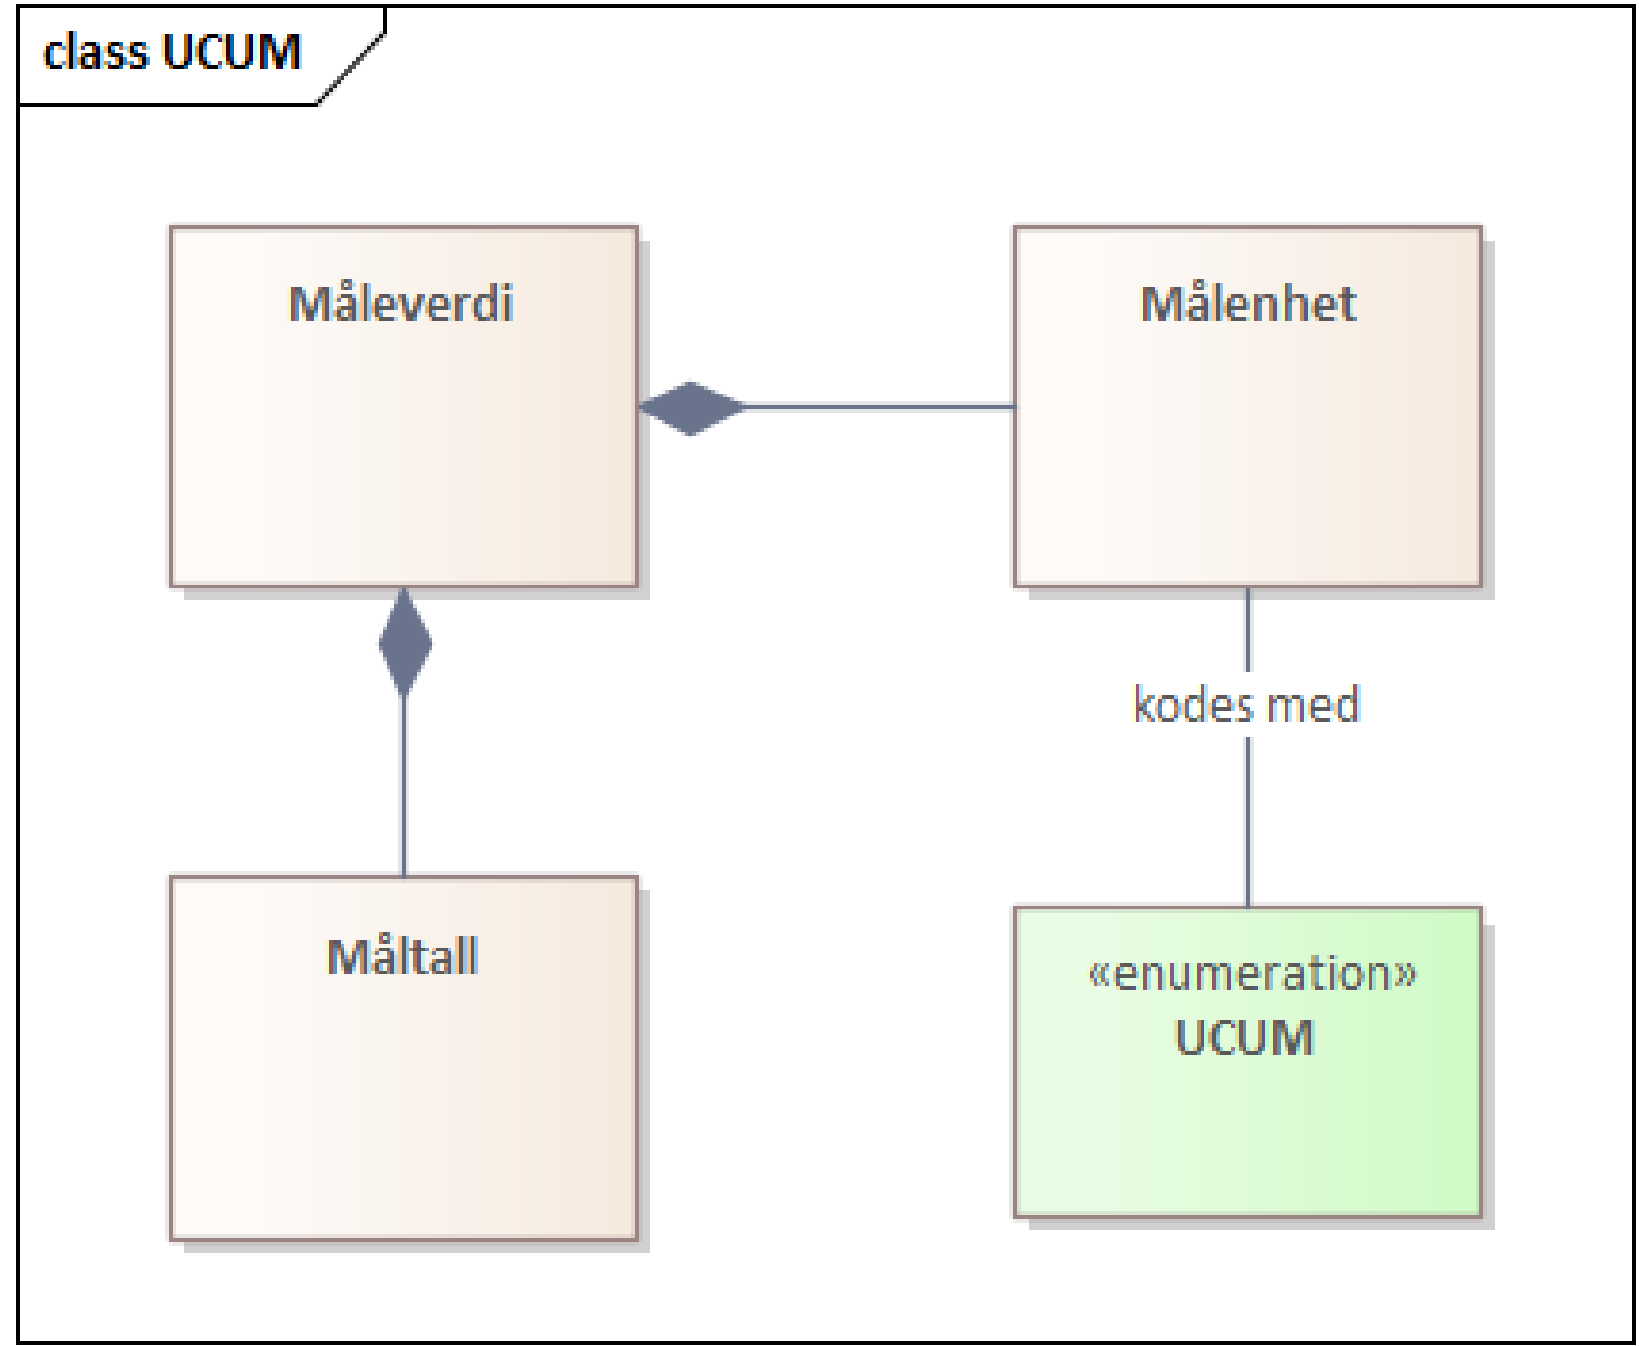 class UCUM
Måleverdi
Målenhet
kodes med
Måltall
«enumeration»
UCUM